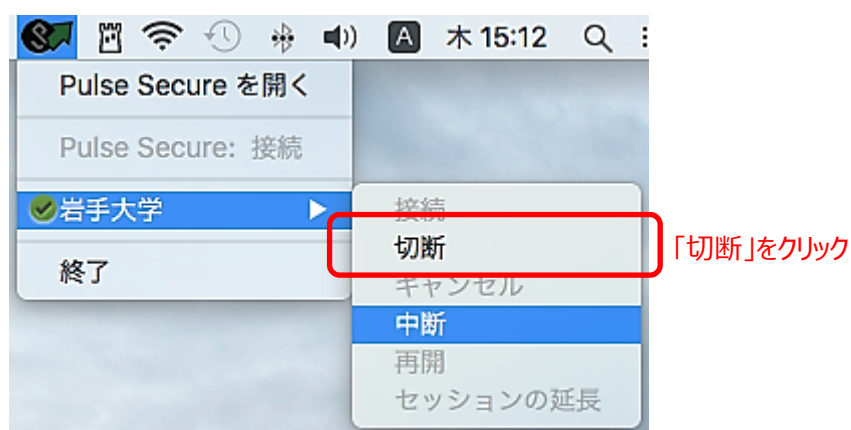 A 木 15:12
Pulse Secure を開く
Pulse Secure: 接続
岩手大学
終了
接続
切断
キャンセル
中断
再開
セッションの延長
「切断」をクリック